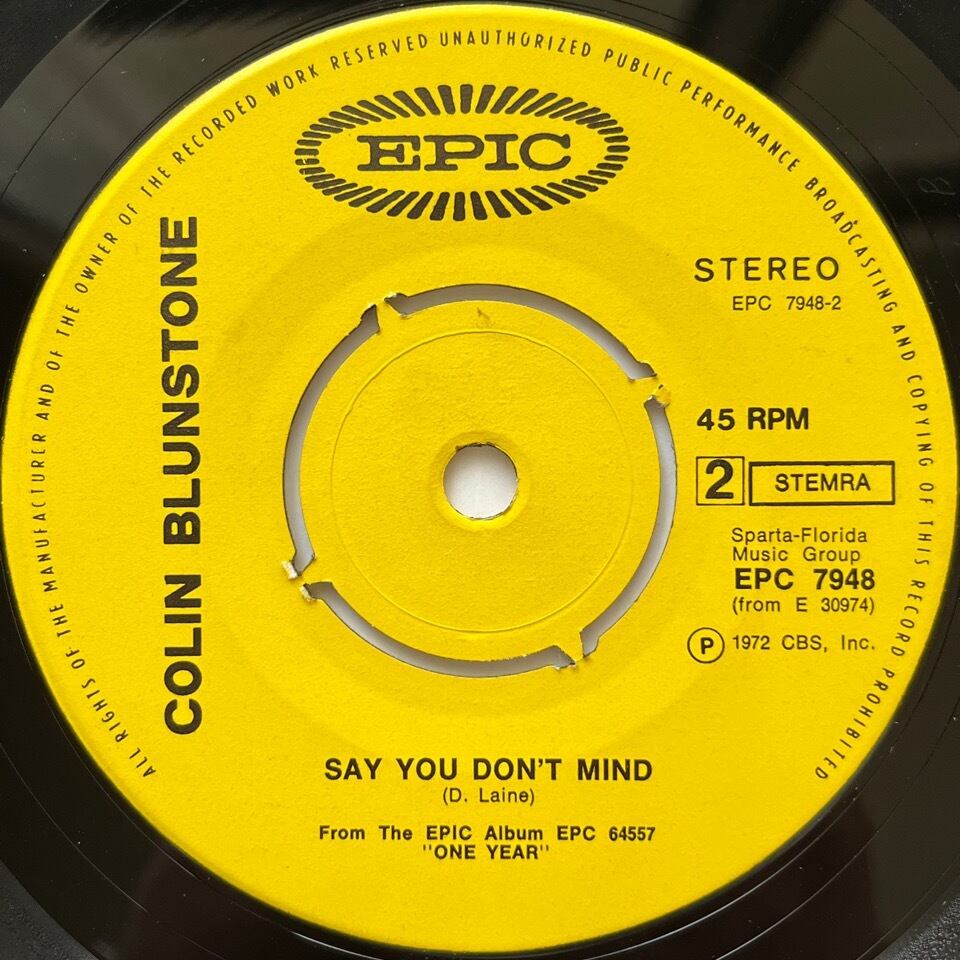 ALL RIGHTS OF THE MANUFACTURER AND OF THE OWNER OF THE RECORDED WORK RESERVED UNAUTHORIZED PUBLIC PERFORMANCE BROADCASTING AND COPYING OF THIS RECORD PROHIBITED
EPIC
COLIN BLUNSTONE
STEREO
EPC 7948-2
45 RPM
2 STEMRA
Sparta-Florida
Music Group
EPC 7948
(from E 30974)
Ⓟ 1972 CBS, Inc.
SAY YOU DON'T MIND
(D. Laine)
From The EPIC Album EPC 64557
"ONE YEAR"